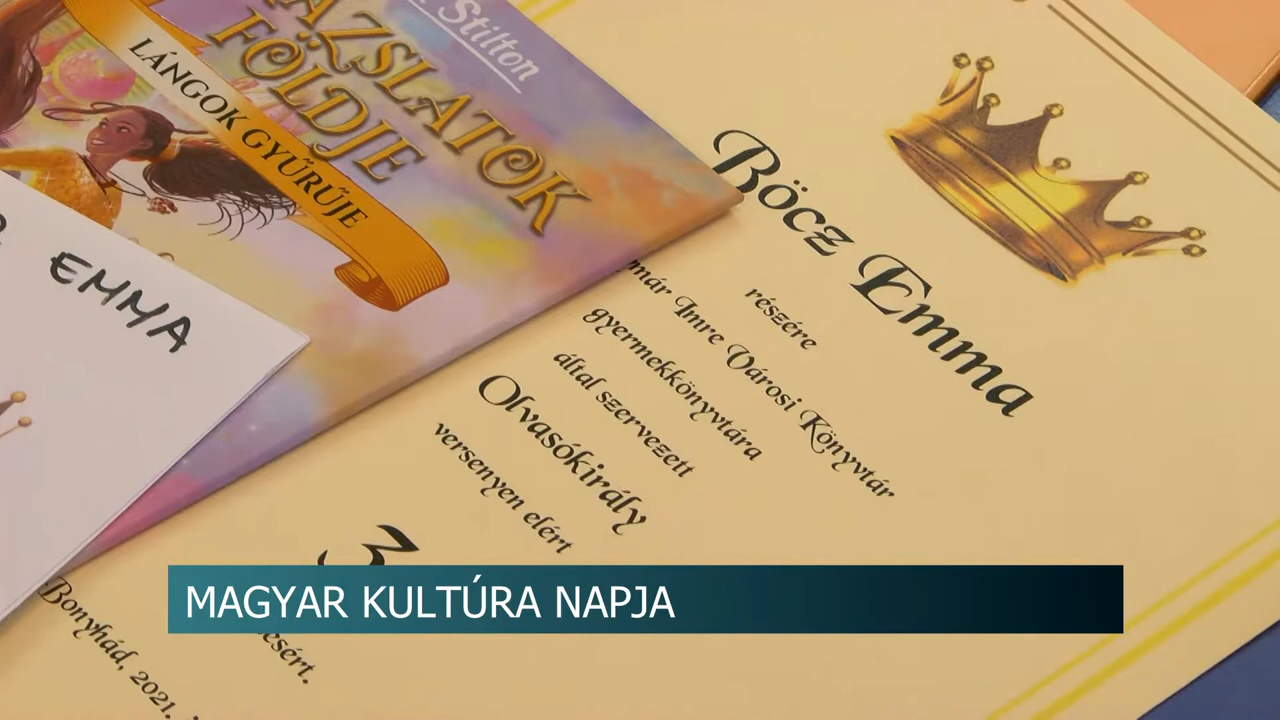 Stilton
FÖLDJE
LÁNGOK GYŰRŰJE
EMMA
Böcz Emma
részére
Imre Városi Könyvtár
gyermekkönyvtára
által szervezett
Olvasókirály
versenyen elért
3
Bonyhád, 2021.
MAGYAR KULTÚRA NAPJA